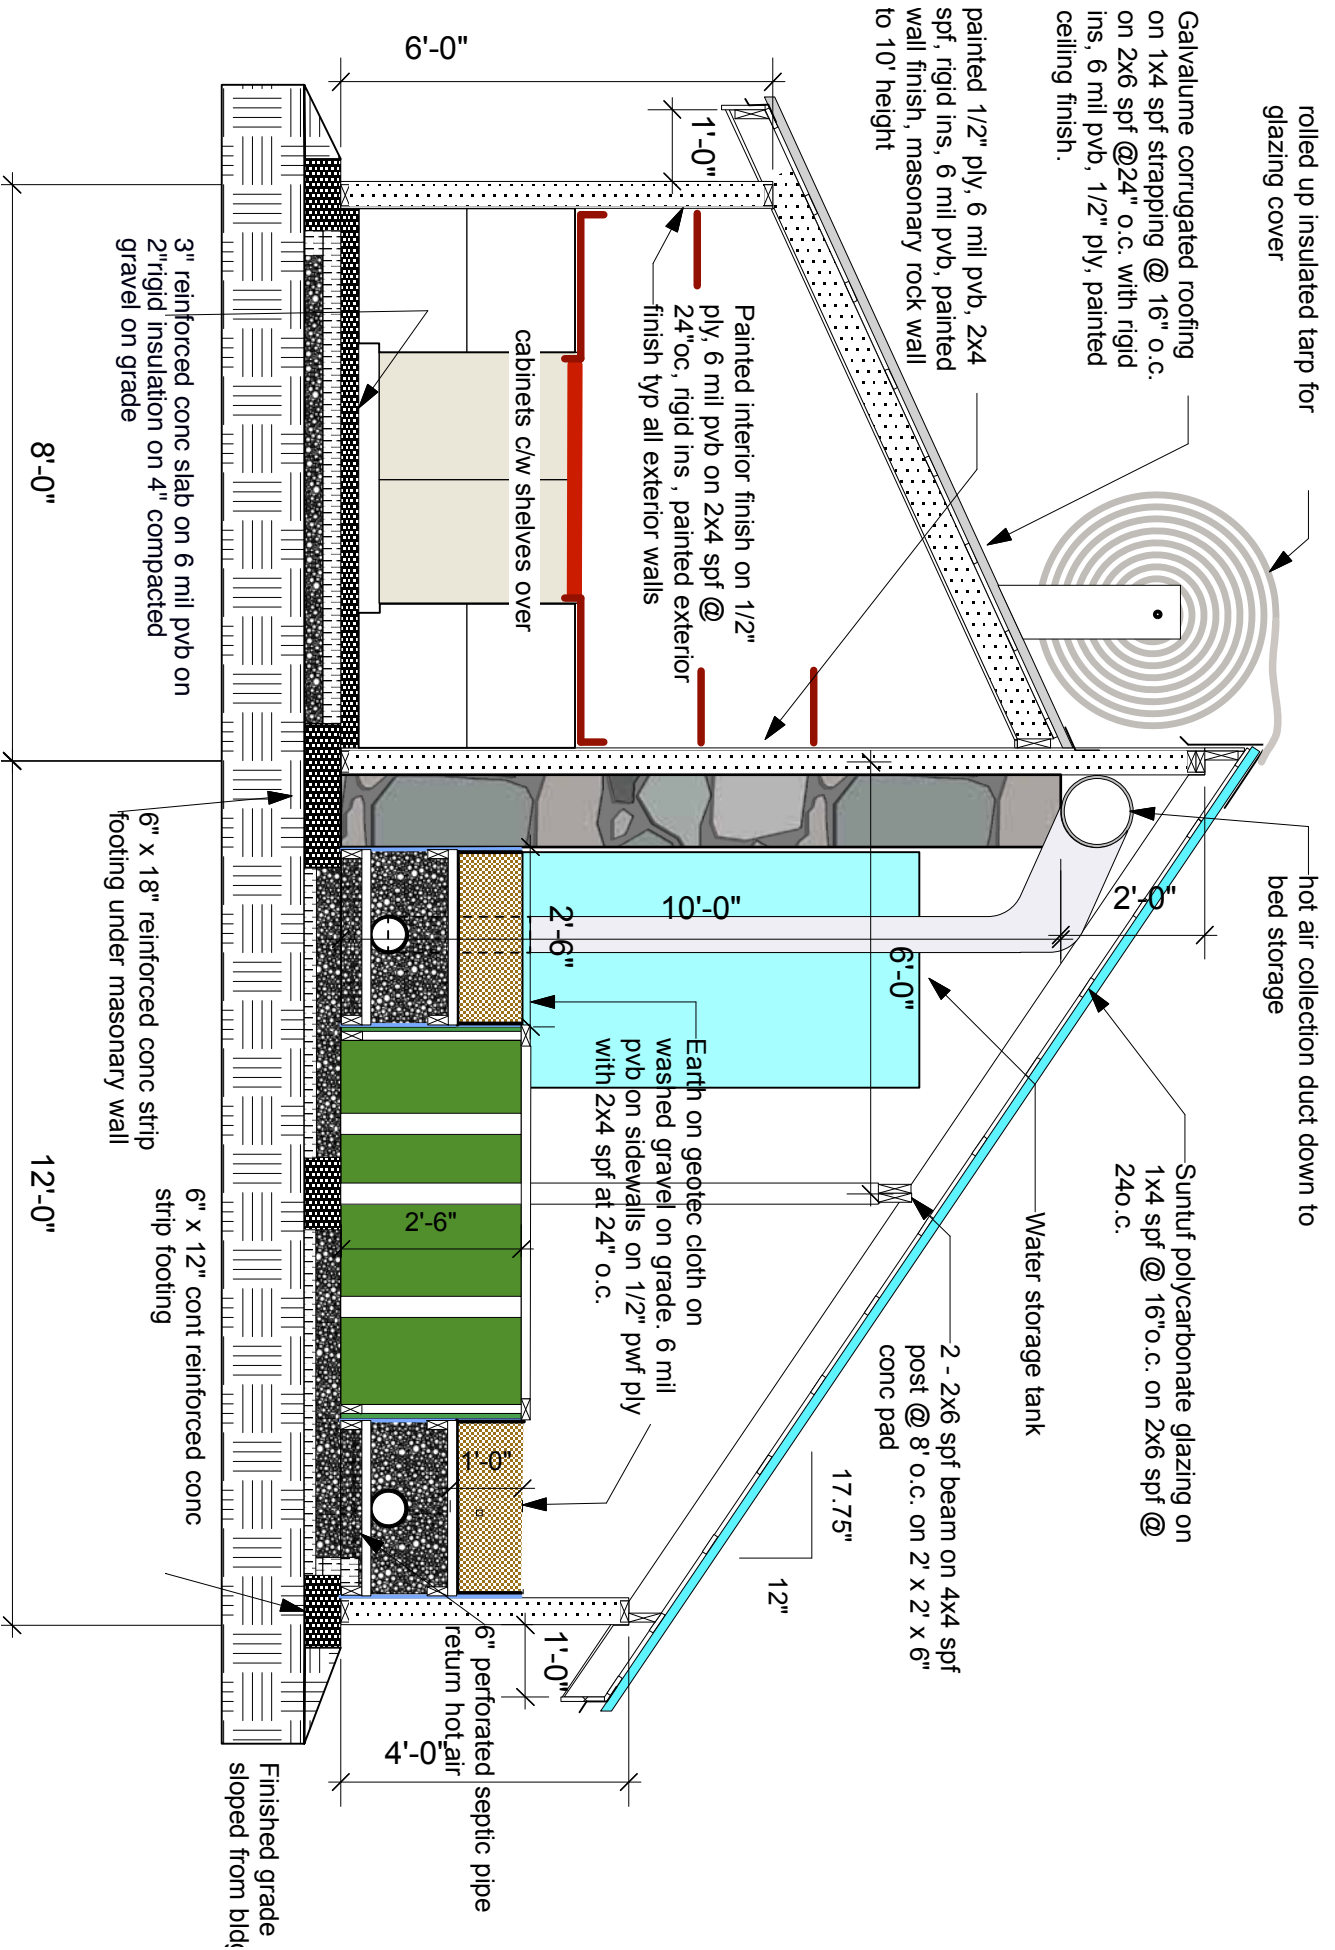 rolled up insulated tarp for
glazing cover
Galvalume corrugated roofing
on 1x4 spf strapping @ 16" o.c.
on 2x6 spf @24" o.c. with rigid
ins, 6 mil pvb, 1/2" ply, painted
ceiling finish.
painted 1/2" ply, 6 mil pvb, 2x4
spf, rigid ins, 6 mil pvb, painted
wall finish, masonary rock wall
to 10' height
6'-0"
1'-0"
Painted interior finish on 1/2"
ply, 6 mil pvb on 2x4 spf @
24"oc, rigid ins , painted exterior
finish typ all exterior walls
cabinets c/w shelves over
3" reinforced conc slab on 6 mil pvb on
2"rigid insulation on 4" compacted
gravel on grade
8'-0"
hot air collection duct down to
bed storage
2'-0"
10'-0"
6'-0"
2'-6"
Suntuf polycarbonate glazing on
1x4 spf @ 16"o.c. on 2x6 spf @
24o.c.
Water storage tank
2 - 2x6 spf beam on 4x4 spf
post @ 8' o.c. on 2' x 2' x 6"
conc pad
17.75"
12"
Earth on geotec cloth on
washed gravel on grade. 6 mil
pvb on sidewalls on 1/2" pwf ply
with 2x4 spf at 24" o.c.
2'-6"
1'-0"
1'-0"
6" perforated septic pipe
return hot air
4'-0"
6" x 18" reinforced conc strip
footing under masonary wall
6" x 12" cont reinforced conc
strip footing
12'-0"
Finished grade
sloped from bldg